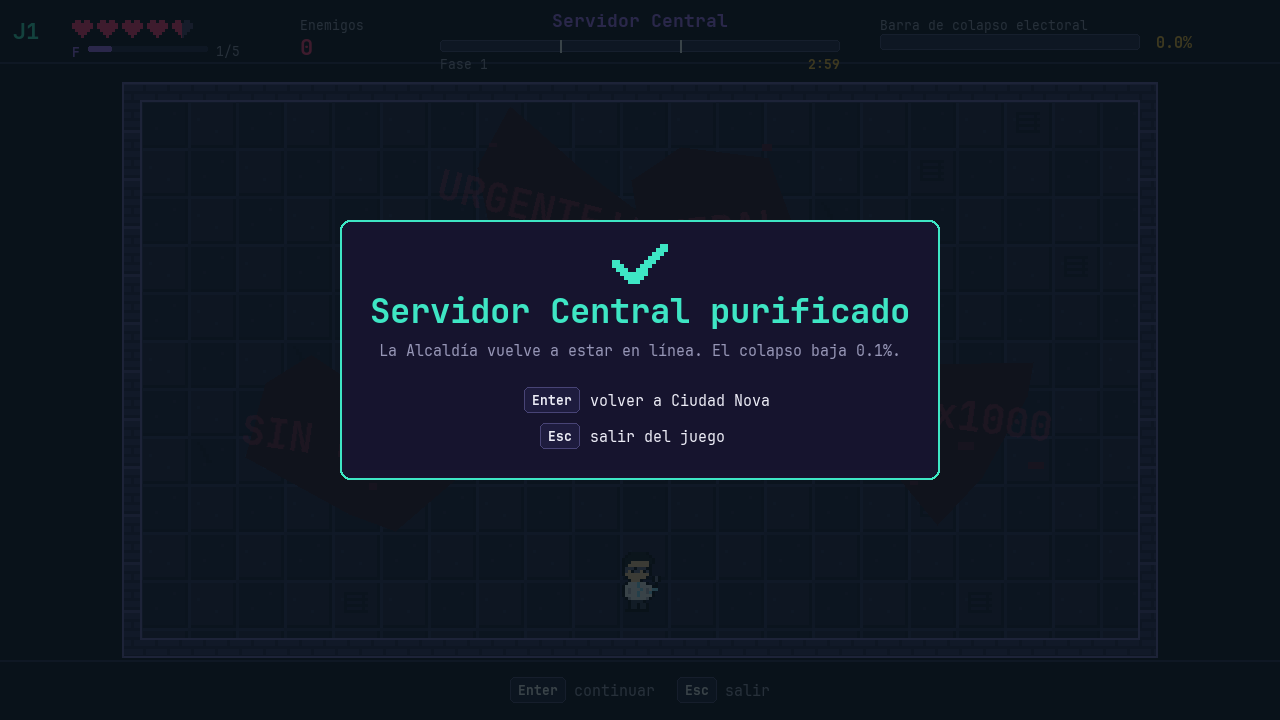 J1
F
1/5
Enemigos
0
Servidor Central
Fase 1
2:59
Barra de colapso electoral
0.0%
URGENTE
SIN
x1000
Servidor Central purificado
La Alcaldía vuelve a estar en línea. El colapso baja 0.1%.
Enter volver a Ciudad Nova
Esc salir del juego
Enter continuar Esc salir